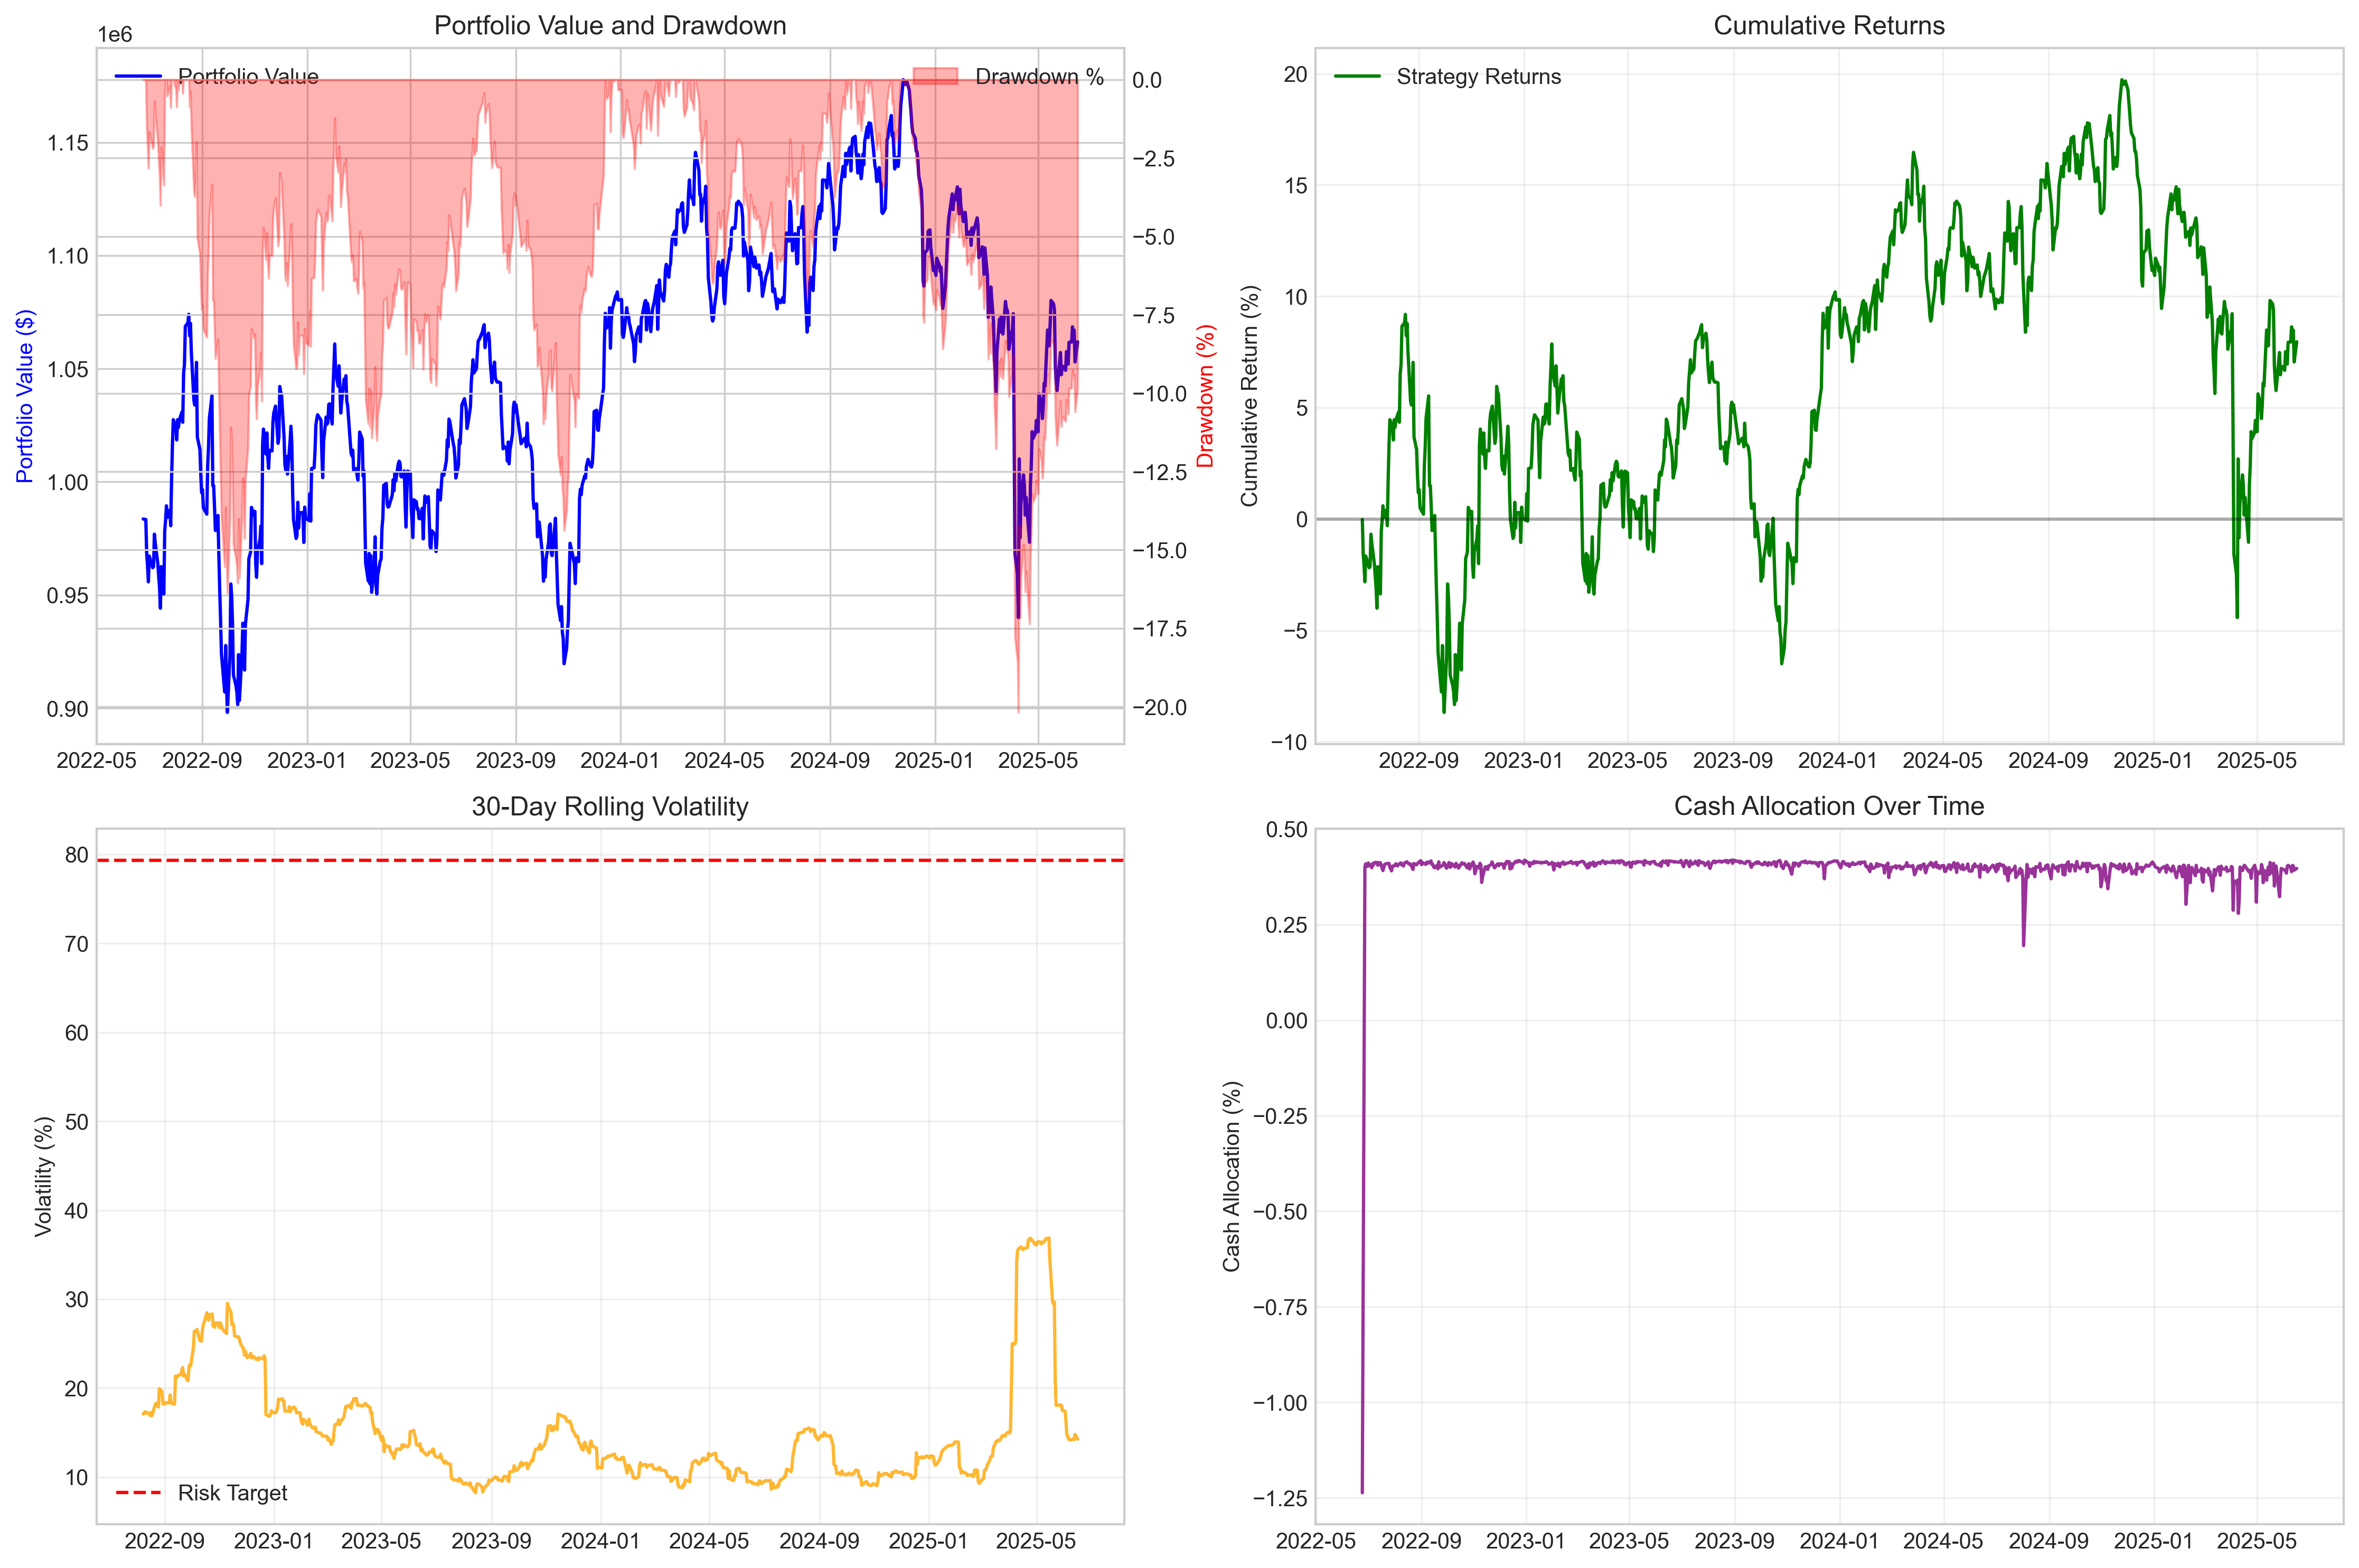 Portfolio Value and Drawdown
1e6
Portfolio Value
Drawdown %
Portfolio Value ($)
1.15
1.10
1.05
1.00
0.95
0.90
0.0
−2.5
−5.0
−7.5
−10.0
−12.5
−15.0
−17.5
−20.0
Drawdown (%)
2022-05 2022-09 2023-01 2023-05 2023-09 2024-01 2024-05 2024-09 2025-01 2025-05
Cumulative Returns
Strategy Returns
Cumulative Return (%)
20
15
10
5
0
−5
−10
2022-09 2023-01 2023-05 2023-09 2024-01 2024-05 2024-09 2025-01 2025-05
30-Day Rolling Volatility
Volatility (%)
80
70
60
50
40
30
20
10
Risk Target
2022-09 2023-01 2023-05 2023-09 2024-01 2024-05 2024-09 2025-01 2025-05
Cash Allocation Over Time
Cash Allocation (%)
0.50
0.25
0.00
−0.25
−0.50
−0.75
−1.00
−1.25
2022-05 2022-09 2023-01 2023-05 2023-09 2024-01 2024-05 2024-09 2025-01 2025-05